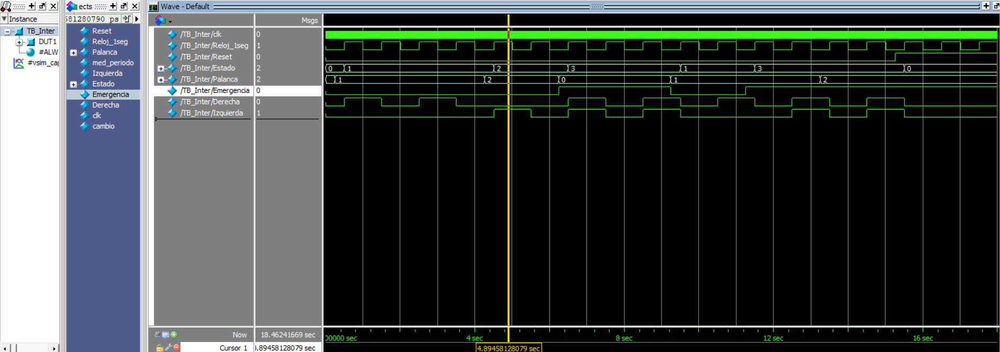 ects
Wave - Default
Instance
581280790 ps
Msgs
TB_Inter
DUT1
#ALW
#vsim_cap
Reset
Reloj_1seg
Palanca
med_periodo
Izquierda
Estado
Emergencia
Derecha
clk
cambio
/TB_Inter/clk 0
/TB_Inter/Reloj_1seg 1
/TB_Inter/Reset 0
/TB_Inter/Estado 2 0 1 2 3 1 3 0
/TB_Inter/Palanca 2 1 2 0 1 2
/TB_Inter/Emergencia 0
/TB_Inter/Derecha 0
/TB_Inter/Izquierda 1
Now 18.46241669 sec
00000 sec 4 sec 8 sec 12 sec 16 sec
Cursor 1 4.89458128079 sec
4.89458128079 sec